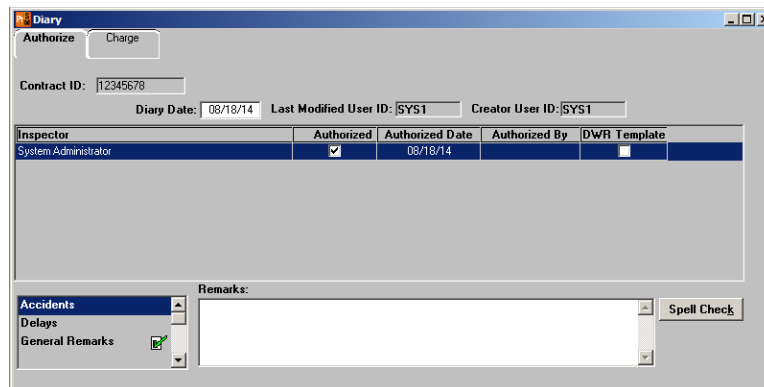 Diary
Authorize Charge
Contract ID: 12345678
Diary Date: 08/18/14 Last Modified User ID: SYS1 Creator User ID: SYS1
Inspector Authorized Authorized Date Authorized By DWR Template
System Administrator 08/18/14
Remarks:
Accidents
Spell Check
Delays
General Remarks